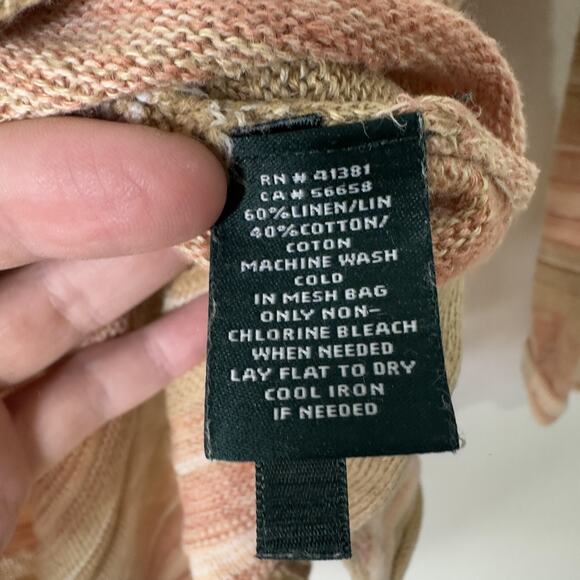 RN # 41381
CA # 56658
60%LINEN/LIN
40%COTTON/
COTON
MACHINE WASH
COLD
IN MESH BAG
ONLY NON-
CHLORINE BLEACH
WHEN NEEDED
LAY FLAT TO DRY
COOL IRON
IF NEEDED